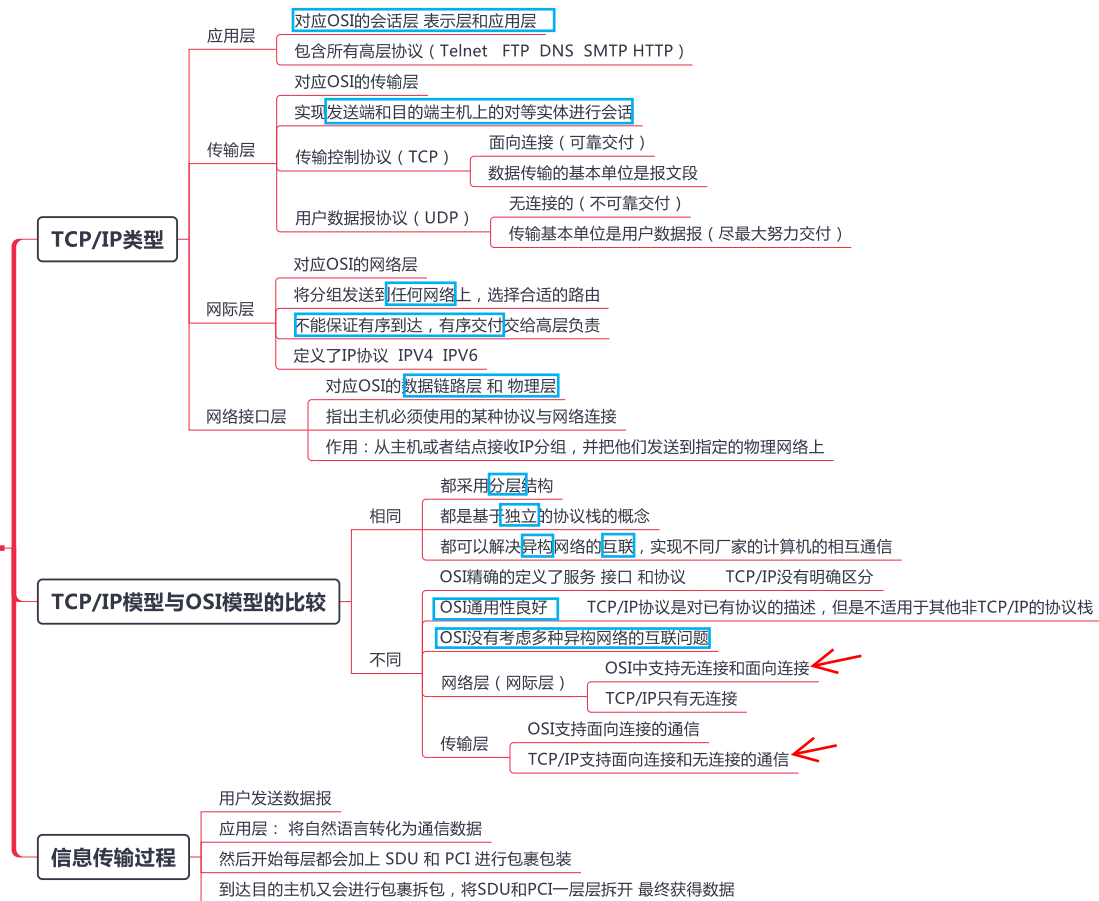 TCP/IP类型
应用层
对应OSI的会话层 表示层和应用层
包含所有高层协议（Telnet FTP DNS SMTP HTTP）
传输层
对应OSI的传输层
实现发送端和目的端主机上的对等实体进行会话
传输控制协议（TCP）
面向连接（可靠交付）
数据传输的基本单位是报文段
用户数据报协议（UDP）
无连接的（不可靠交付）
传输基本单位是用户数据报（尽最大努力交付）
网际层
对应OSI的网络层
将分组发送到任何网络上，选择合适的路由
不能保证有序到达，有序交付交给高层负责
定义了IP协议 IPV4 IPV6
网络接口层
对应OSI的数据链路层 和 物理层
指出主机必须使用的某种协议与网络连接
作用：从主机或者结点接收IP分组，并把他们发送到指定的物理网络上
TCP/IP模型与OSI模型的比较
相同
都采用分层结构
都是基于独立的协议栈的概念
都可以解决异构网络的互联，实现不同厂家的计算机的相互通信
不同
OSI精确的定义了服务 接口 和协议 TCP/IP没有明确区分
OSI通用性良好 TCP/IP协议是对已有协议的描述，但是不适用于其他非TCP/IP的协议栈
OSI没有考虑多种异构网络的互联问题
网络层（网际层）
OSI中支持无连接和面向连接
TCP/IP只有无连接
传输层
OSI支持面向连接的通信
TCP/IP支持面向连接和无连接的通信
信息传输过程
用户发送数据报
应用层： 将自然语言转化为通信数据
然后开始每层都会加上 SDU 和 PCI 进行包裹包装
到达目的主机又会进行包裹拆包，将SDU和PCI一层层拆开 最终获得数据